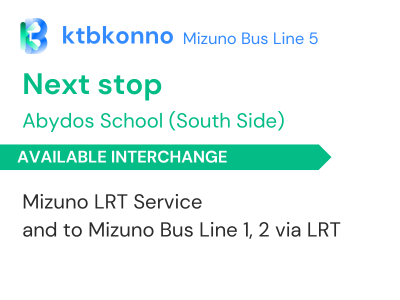 ktbkonno Mizuno Bus Line 5
Next stop
Abydos School (South Side)
AVAILABLE INTERCHANGE
Mizuno LRT Service
and to Mizuno Bus Line 1, 2 via LRT